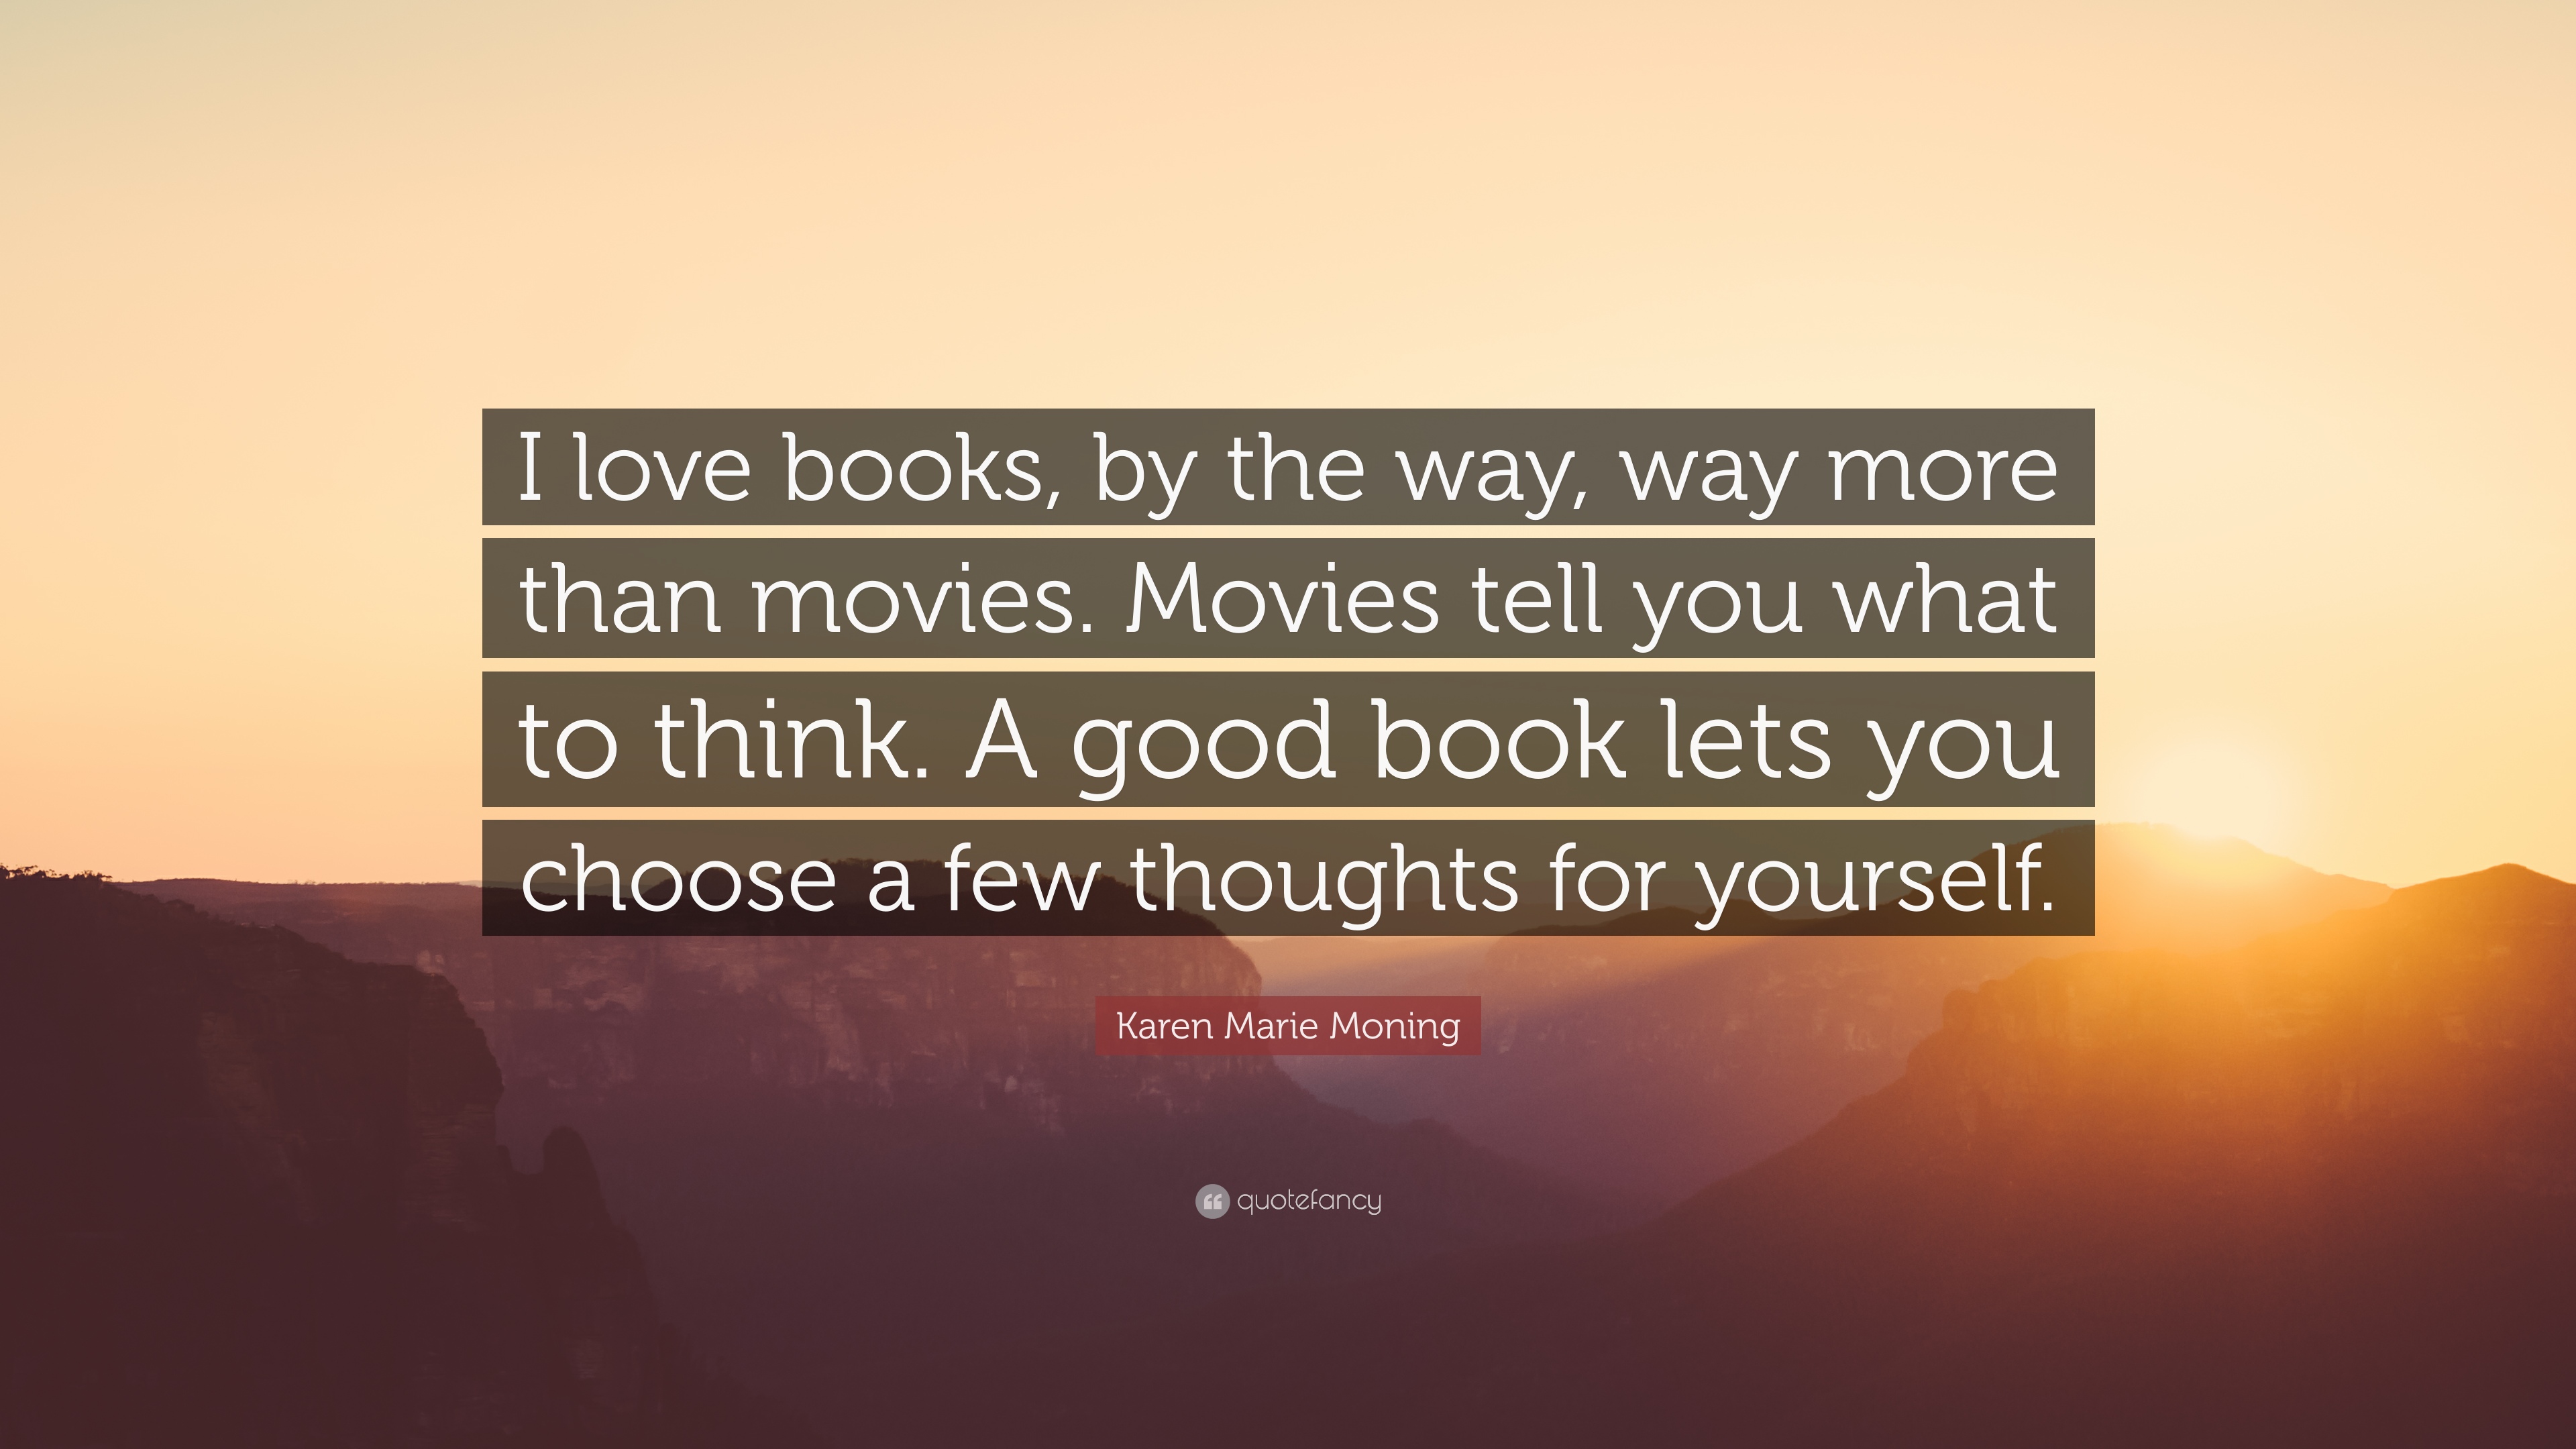 I love books, by the way, way more
than movies. Movies tell you what
to think. A good book lets you
choose a few thoughts for yourself.
Karen Marie Moning
quotefancy